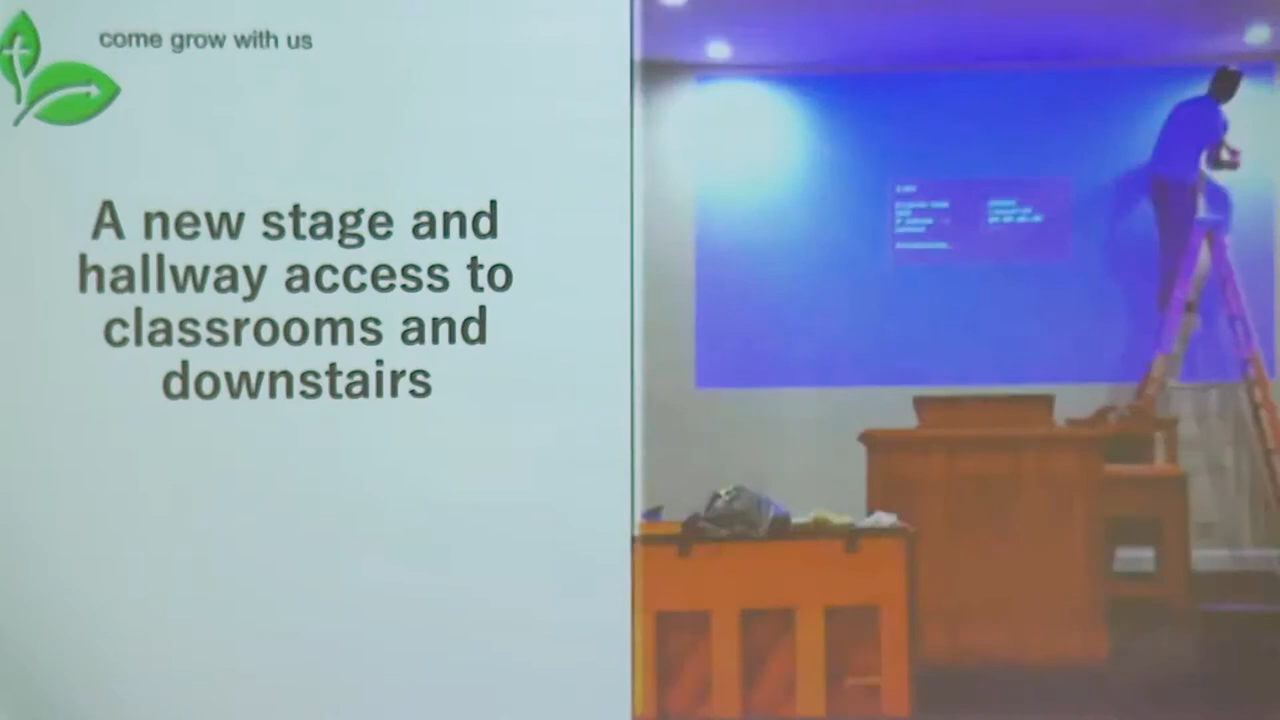 come grow with us
A new stage and
hallway access to
classrooms and
downstairs